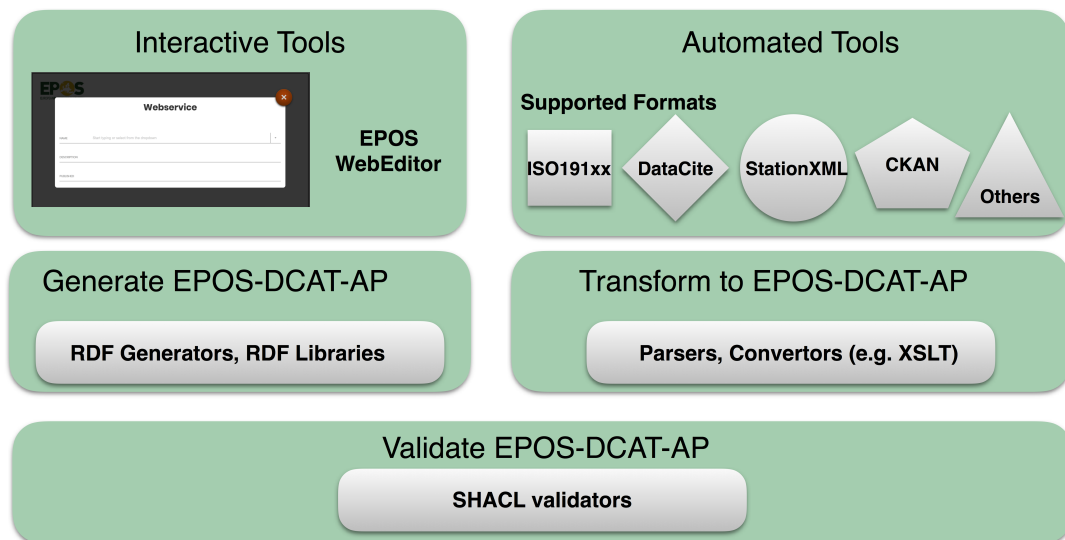 Interactive Tools
EPOS
Webservice
EPOS
WebEditor
Automated Tools
Supported Formats
ISO191xx
DataCite
StationXML
CKAN
Others
Generate EPOS-DCAT-AP
RDF Generators, RDF Libraries
Transform to EPOS-DCAT-AP
Parsers, Convertors (e.g. XSLT)
Validate EPOS-DCAT-AP
SHACL validators